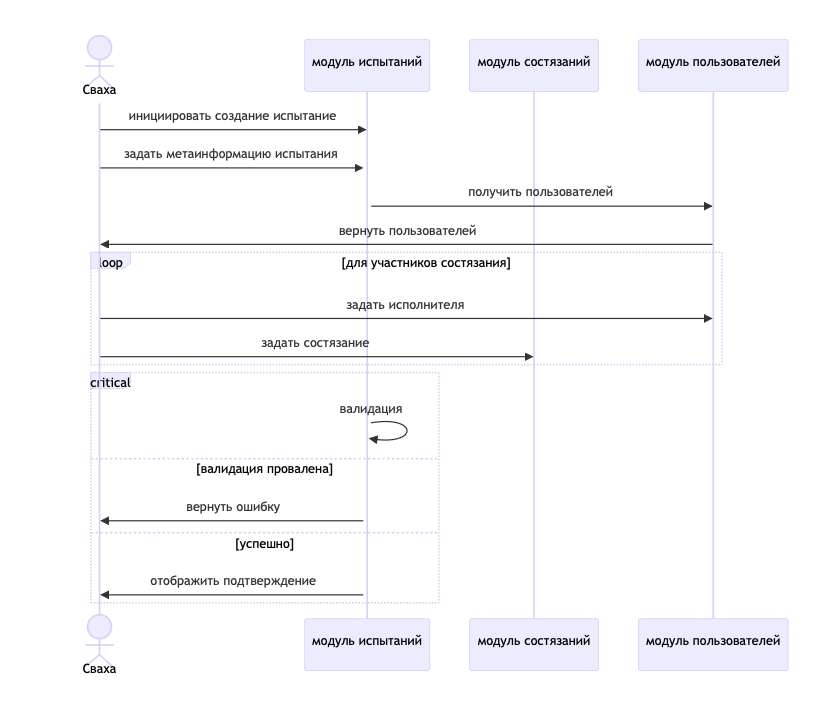 Сваха
модуль испытаний
модуль состязаний
модуль пользователей
инициировать создание испытание
задать метаинформацию испытания
получить пользователей
вернуть пользователей
loop
[для участников состязания]
задать исполнителя
задать состязание
critical
валидация
[валидация провалена]
вернуть ошибку
[успешно]
отобразить подтверждение
Сваха
модуль испытаний
модуль состязаний
модуль пользователей